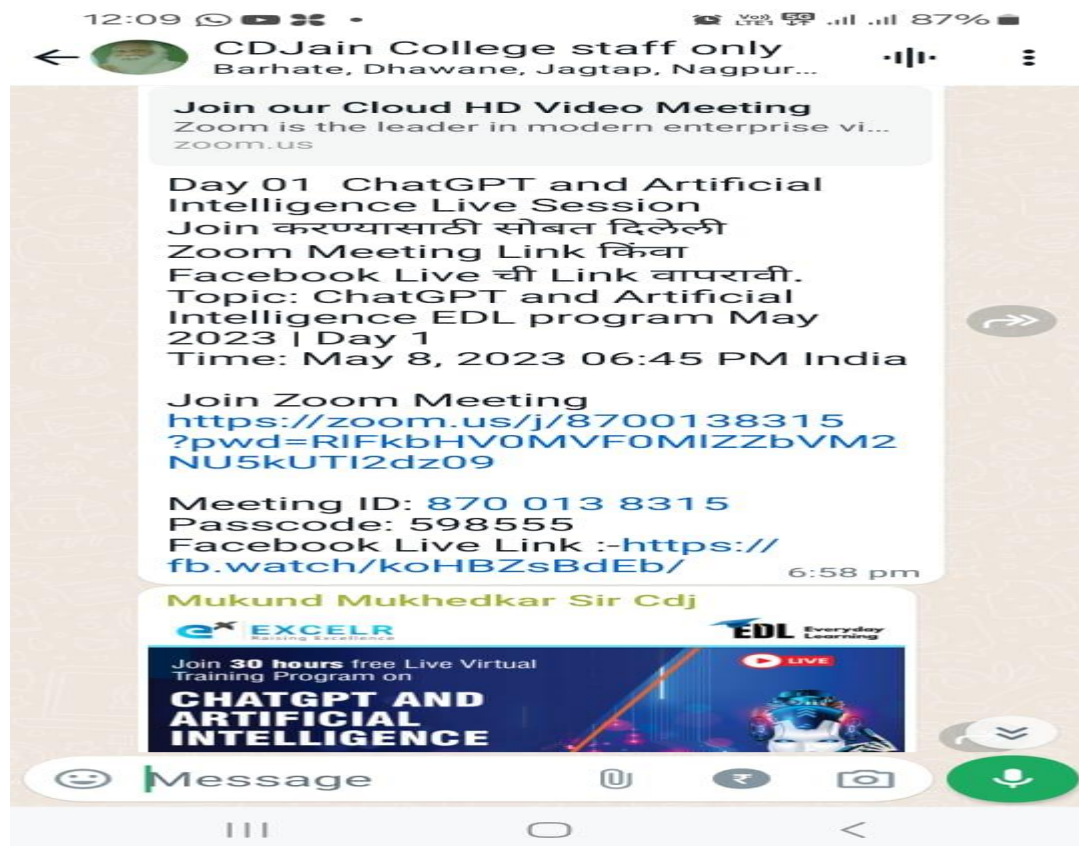 12:09
Vo)) LTE1 5G 87%
CDJain College staff only
Barhate, Dhawane, Jagtap, Nagpur...
Join our Cloud HD Video Meeting
Zoom is the leader in modern enterprise vi...
zoom.us
Day 01 ChatGPT and Artificial
Intelligence Live Session
Join करण्यासाठी सोबत दिलेली
Zoom Meeting Link किंवा
Facebook Live ची Link वापरावी.
Topic: ChatGPT and Artificial
Intelligence EDL program May
2023 | Day 1
Time: May 8, 2023 06:45 PM India
Join Zoom Meeting
https://zoom.us/j/8700138315
?pwd=RlFkbHV0MVF0MlZZbVM2
NU5kUTI2dz09
Meeting ID: 870 013 8315
Passcode: 598555
Facebook Live Link :-https://
fb.watch/koHBZsBdEb/
6:58 pm
Mukund Mukhedkar Sir Cdj
ex EXCELR
Raising Excellence
EDL Everyday
Learning
Join 30 hours free Live Virtual
Training Program on
LIVE
CHATGPT AND
ARTIFICIAL
INTELLIGENCE
Message
₹